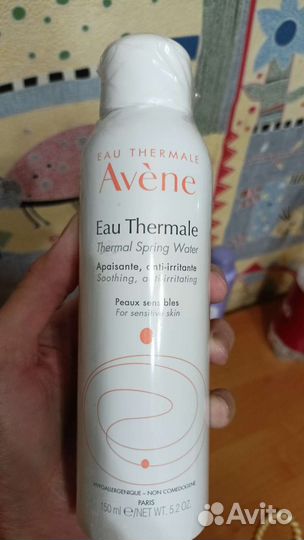 EAU THERMALE
Avène
Eau Thermale
Thermal Spring Water
Apaisante, anti-irritante
Soothing, anti-irritating
Peaux sensibles
For sensitive skin
HYPOALLERGENIQUE – NON COMEDOGENE
PARIS
150 ml e/NET WT. 5.2 OZ.
Avito